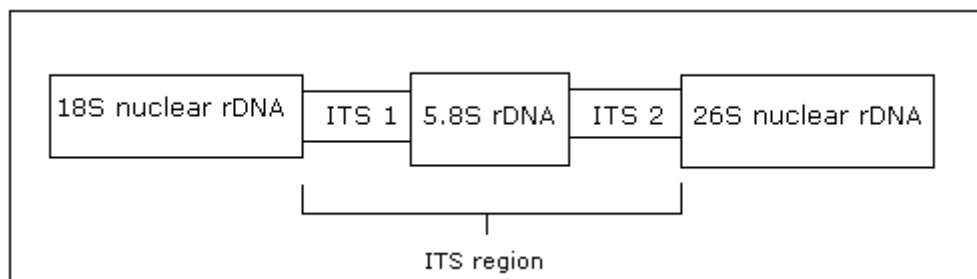 18S nuclear rDNA ITS 1 5.8S rDNA ITS 2 26S nuclear rDNA
ITS region